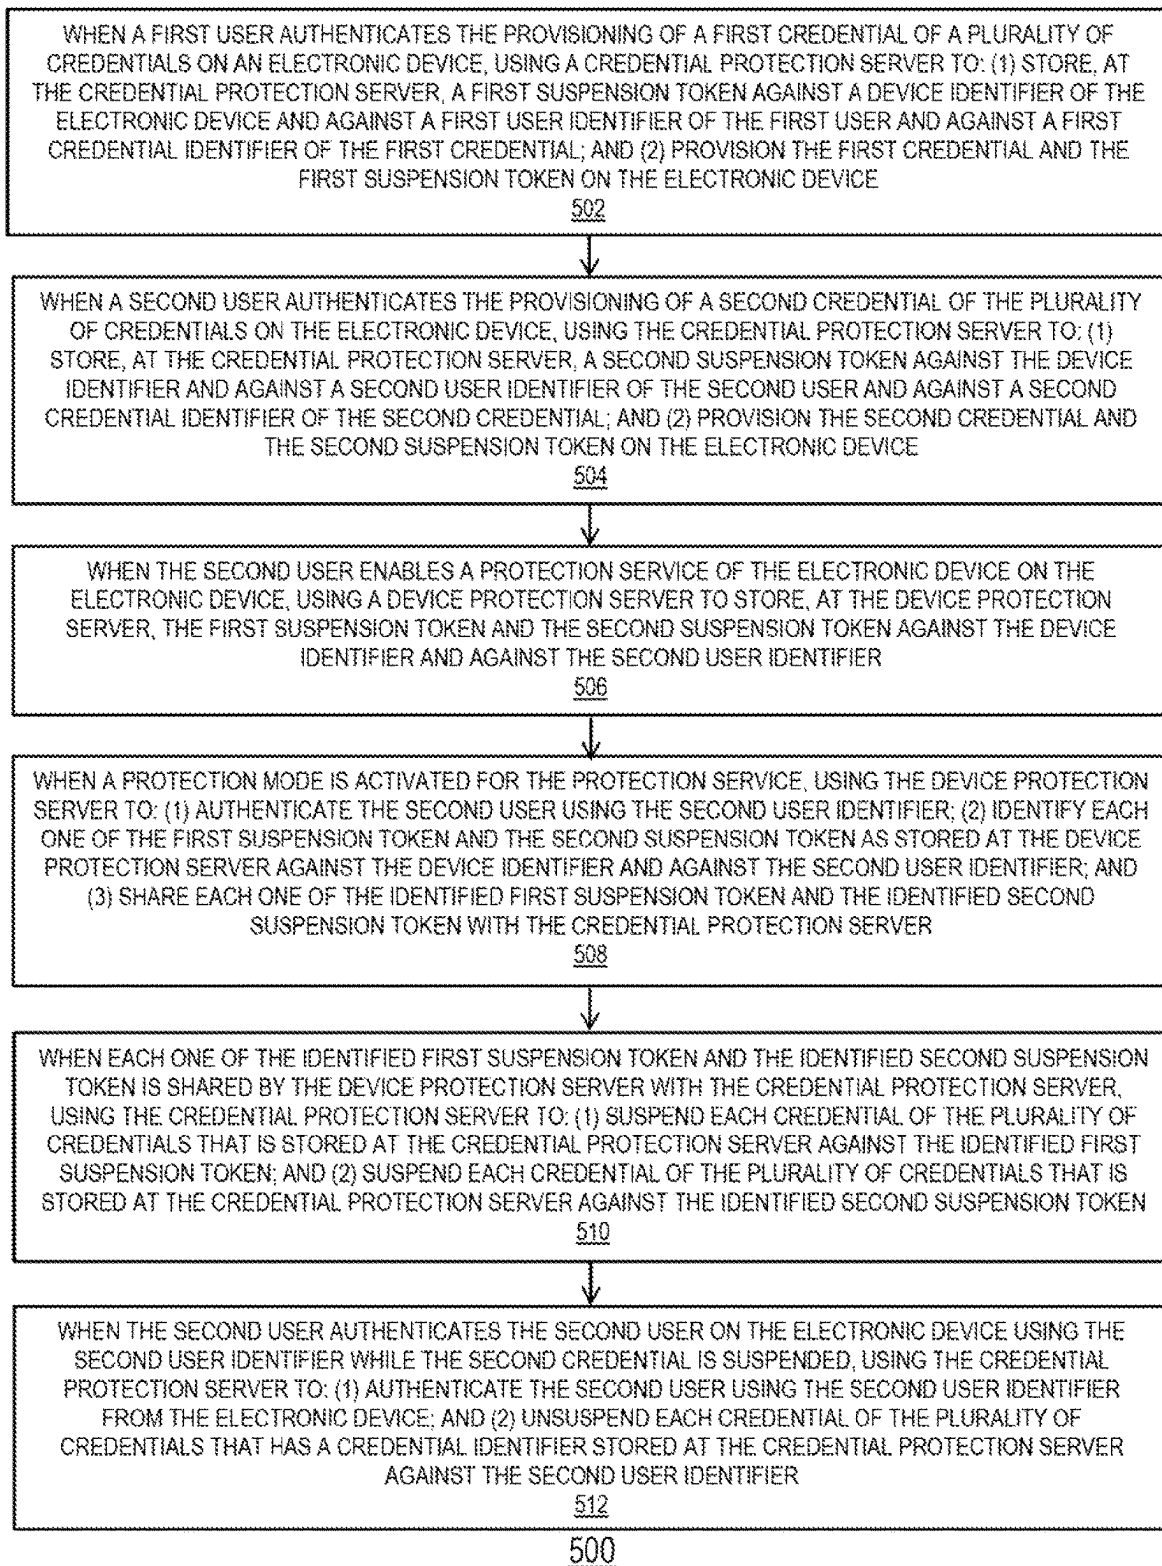 WHEN A FIRST USER AUTHENTICATES THE PROVISIONING OF A FIRST CREDENTIAL OF A PLURALITY OF
CREDENTIALS ON AN ELECTRONIC DEVICE, USING A CREDENTIAL PROTECTION SERVER TO: (1) STORE, AT
THE CREDENTIAL PROTECTION SERVER, A FIRST SUSPENSION TOKEN AGAINST A DEVICE IDENTIFIER OF THE
ELECTRONIC DEVICE AND AGAINST A FIRST USER IDENTIFIER OF THE FIRST USER AND AGAINST A FIRST
CREDENTIAL IDENTIFIER OF THE FIRST CREDENTIAL; AND (2) PROVISION THE FIRST CREDENTIAL AND THE
FIRST SUSPENSION TOKEN ON THE ELECTRONIC DEVICE
502
WHEN A SECOND USER AUTHENTICATES THE PROVISIONING OF A SECOND CREDENTIAL OF THE PLURALITY
OF CREDENTIALS ON THE ELECTRONIC DEVICE, USING THE CREDENTIAL PROTECTION SERVER TO: (1)
STORE, AT THE CREDENTIAL PROTECTION SERVER, A SECOND SUSPENSION TOKEN AGAINST THE DEVICE
IDENTIFIER AND AGAINST A SECOND USER IDENTIFIER OF THE SECOND USER AND AGAINST A SECOND
CREDENTIAL IDENTIFIER OF THE SECOND CREDENTIAL; AND (2) PROVISION THE SECOND CREDENTIAL AND
THE SECOND SUSPENSION TOKEN ON THE ELECTRONIC DEVICE
504
WHEN THE SECOND USER ENABLES A PROTECTION SERVICE OF THE ELECTRONIC DEVICE ON THE
ELECTRONIC DEVICE, USING A DEVICE PROTECTION SERVER TO STORE, AT THE DEVICE PROTECTION
SERVER, THE FIRST SUSPENSION TOKEN AND THE SECOND SUSPENSION TOKEN AGAINST THE DEVICE
IDENTIFIER AND AGAINST THE SECOND USER IDENTIFIER
506
WHEN A PROTECTION MODE IS ACTIVATED FOR THE PROTECTION SERVICE, USING THE DEVICE PROTECTION
SERVER TO: (1) AUTHENTICATE THE SECOND USER USING THE SECOND USER IDENTIFIER; (2) IDENTIFY EACH
ONE OF THE FIRST SUSPENSION TOKEN AND THE SECOND SUSPENSION TOKEN AS STORED AT THE DEVICE
PROTECTION SERVER AGAINST THE DEVICE IDENTIFIER AND AGAINST THE SECOND USER IDENTIFIER; AND
(3) SHARE EACH ONE OF THE IDENTIFIED FIRST SUSPENSION TOKEN AND THE IDENTIFIED SECOND
SUSPENSION TOKEN WITH THE CREDENTIAL PROTECTION SERVER
508
WHEN EACH ONE OF THE IDENTIFIED FIRST SUSPENSION TOKEN AND THE IDENTIFIED SECOND SUSPENSION
TOKEN IS SHARED BY THE DEVICE PROTECTION SERVER WITH THE CREDENTIAL PROTECTION SERVER,
USING THE CREDENTIAL PROTECTION SERVER TO: (1) SUSPEND EACH CREDENTIAL OF THE PLURALITY OF
CREDENTIALS THAT IS STORED AT THE CREDENTIAL PROTECTION SERVER AGAINST THE IDENTIFIED FIRST
SUSPENSION TOKEN; AND (2) SUSPEND EACH CREDENTIAL OF THE PLURALITY OF CREDENTIALS THAT IS
STORED AT THE CREDENTIAL PROTECTION SERVER AGAINST THE IDENTIFIED SECOND SUSPENSION TOKEN
510
WHEN THE SECOND USER AUTHENTICATES THE SECOND USER ON THE ELECTRONIC DEVICE USING THE
SECOND USER IDENTIFIER WHILE THE SECOND CREDENTIAL IS SUSPENDED, USING THE CREDENTIAL
PROTECTION SERVER TO: (1) AUTHENTICATE THE SECOND USER USING THE SECOND USER IDENTIFIER
FROM THE ELECTRONIC DEVICE; AND (2) UNSUSPEND EACH CREDENTIAL OF THE PLURALITY OF
CREDENTIALS THAT HAS A CREDENTIAL IDENTIFIER STORED AT THE CREDENTIAL PROTECTION SERVER
AGAINST THE SECOND USER IDENTIFIER
512
500